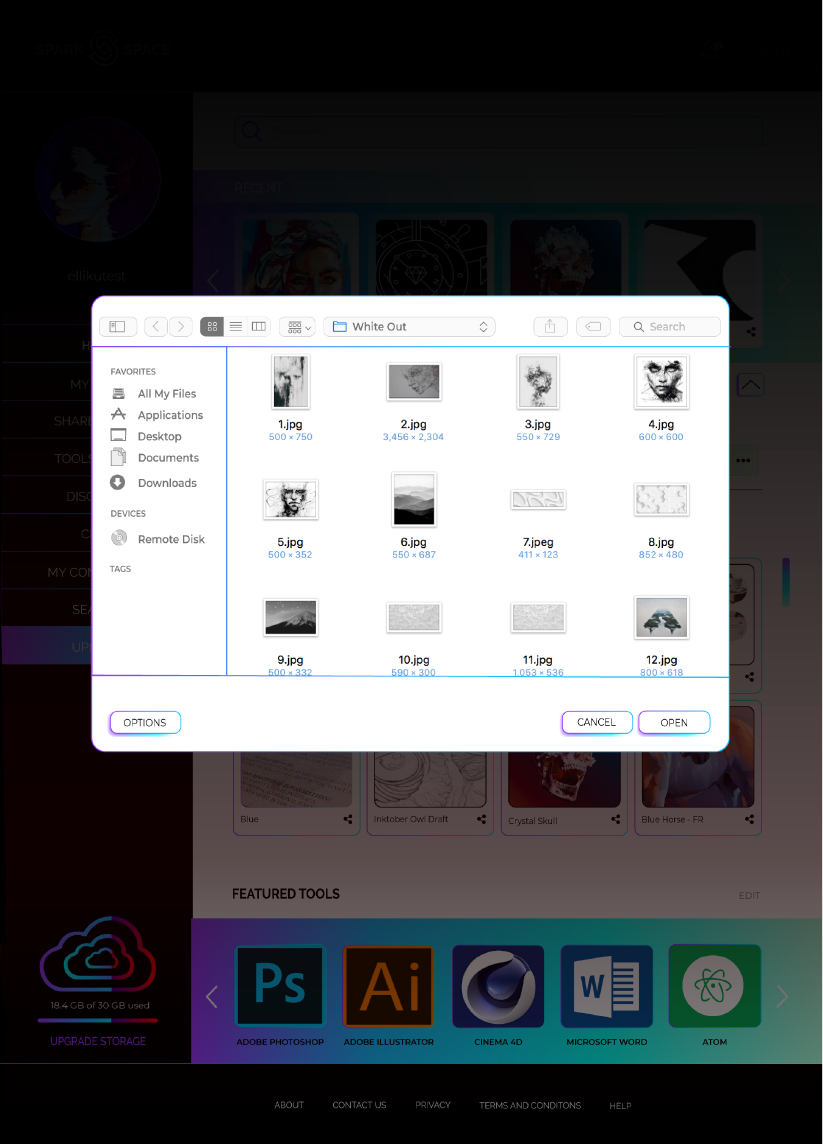 SPARK SPACE
RECENT
ellikutest
White Out
Search
FAVORITES
All My Files
Applications
Desktop
Documents
Downloads
DEVICES
Remote Disk
TAGS
1.jpg
500 × 750
2.jpg
3,456 × 2,304
3.jpg
550 × 729
4.jpg
600 × 600
5.jpg
500 × 352
6.jpg
550 × 687
7.jpeg
411 × 123
8.jpg
852 × 480
9.jpg
500 × 332
10.jpg
590 × 300
11.jpg
1,053 × 536
12.jpg
800 × 618
OPTIONS
CANCEL
OPEN
MY CO
Blue
Inktober Owl Draft
Crystal Skull
Blue Horse - FR
FEATURED TOOLS
EDIT
18.4 GB of 30 GB used
UPGRADE STORAGE
Ps
Ai
W
ADOBE PHOTOSHOP
ADOBE ILLUSTRATOR
CINEMA 4D
MICROSOFT WORD
ATOM
ABOUT
CONTACT US
PRIVACY
TERMS AND CONDITONS
HELP